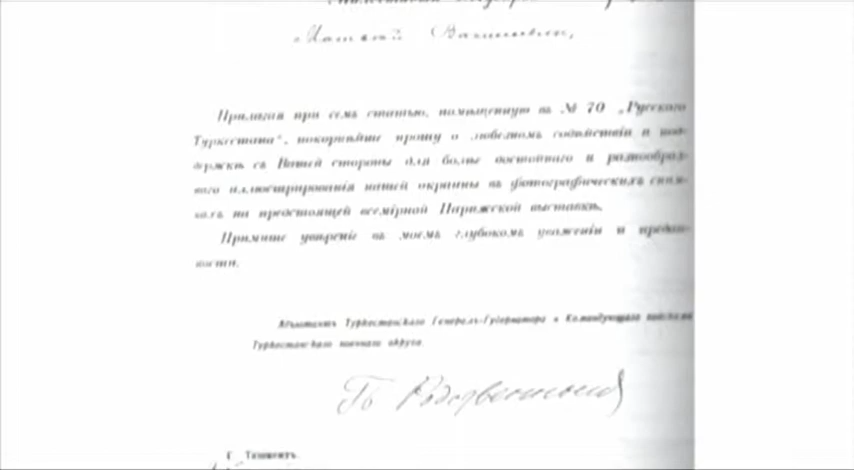 Милостивый Государь
Прилагая при семъ статью, помѣщенную въ № 70 „Русскаго
Туркестана“, покорнѣйше прошу о любезномъ содѣйствіи и под-
держкѣ съ Вашей стороны для болѣе достойнаго и разнообраз-
наго иллюстрированія нашей окраины въ фотографическихъ сним-
кахъ на предстоящей всемірной Парижской выставкѣ.
Примите увѣреніе въ моемъ глубокомъ уваженіи и предан-
ности.
Адъютантъ Туркестанскаго Генералъ-Губернатора и Командующаго войсками
Туркестанскаго военнаго округа.
Г. Ташкентъ.